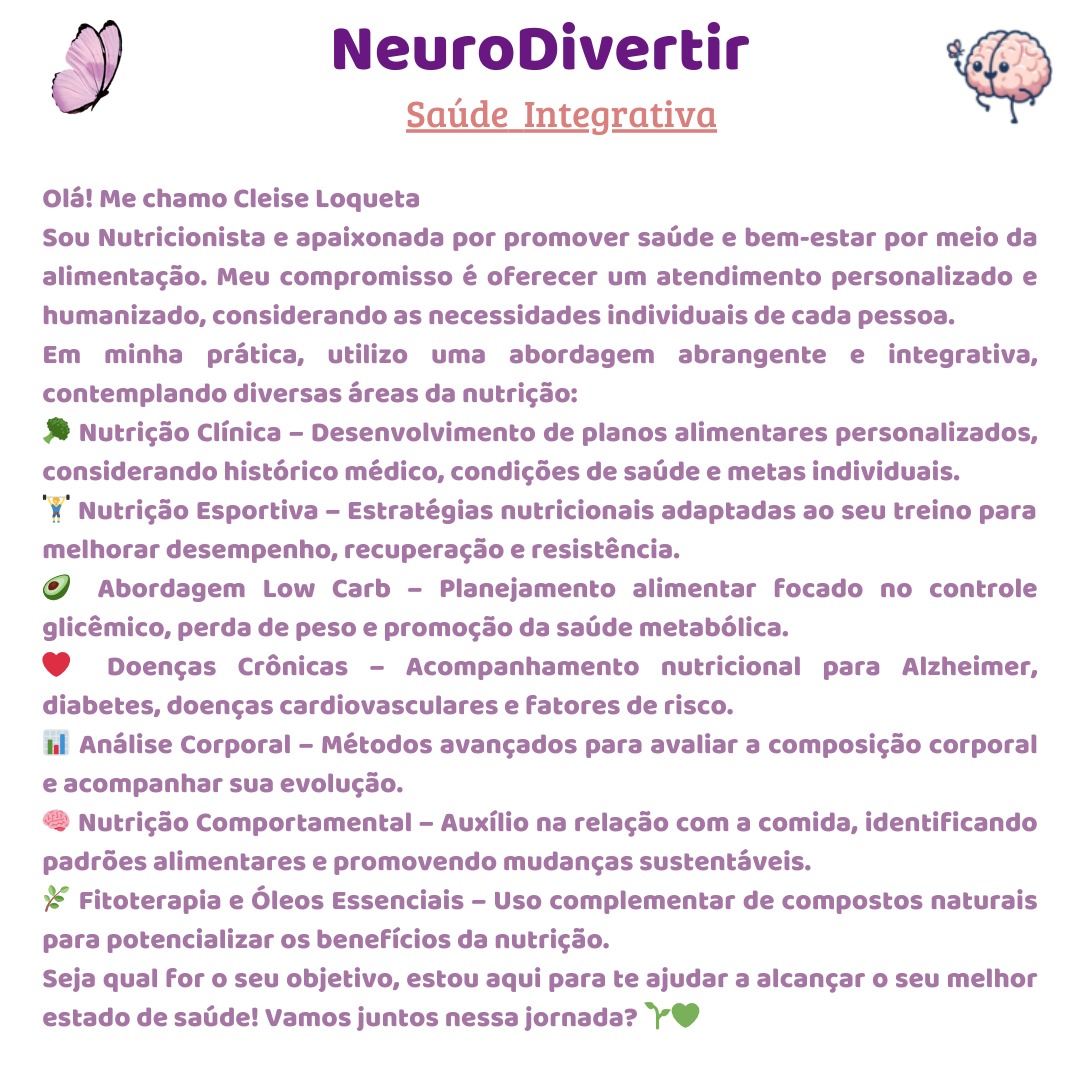 NeuroDivertir
Saúde Integrativa
Olá! Me chamo Cleise Loqueta
Sou Nutricionista e apaixonada por promover saúde e bem-estar por meio da
alimentação. Meu compromisso é oferecer um atendimento personalizado e
humanizado, considerando as necessidades individuais de cada pessoa.
Em minha prática, utilizo uma abordagem abrangente e integrativa,
contemplando diversas áreas da nutrição:
🥦 Nutrição Clínica – Desenvolvimento de planos alimentares personalizados,
considerando histórico médico, condições de saúde e metas individuais.
🏋️ Nutrição Esportiva – Estratégias nutricionais adaptadas ao seu treino para
melhorar desempenho, recuperação e resistência.
🥑 Abordagem Low Carb – Planejamento alimentar focado no controle
glicêmico, perda de peso e promoção da saúde metabólica.
❤️ Doenças Crônicas – Acompanhamento nutricional para Alzheimer,
diabetes, doenças cardiovasculares e fatores de risco.
📊 Análise Corporal – Métodos avançados para avaliar a composição corporal
e acompanhar sua evolução.
🧠 Nutrição Comportamental – Auxílio na relação com a comida, identificando
padrões alimentares e promovendo mudanças sustentáveis.
🌿 Fitoterapia e Óleos Essenciais – Uso complementar de compostos naturais
para potencializar os benefícios da nutrição.
Seja qual for o seu objetivo, estou aqui para te ajudar a alcançar o seu melhor
estado de saúde! Vamos juntos nessa jornada? 🌱💚